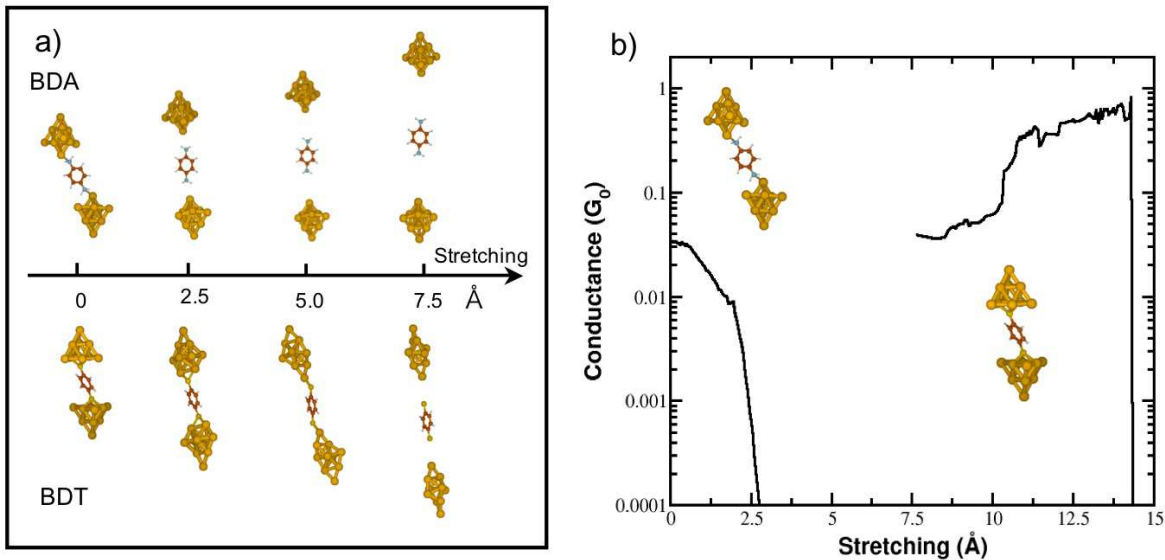 a)
BDA
Stretching
0 2.5 5.0 7.5 Å
BDT
b)
Conductance (G0)
1
0.1
0.01
0.001
0.0001
0 2.5 5 7.5 10 12.5 15
Stretching (Å)